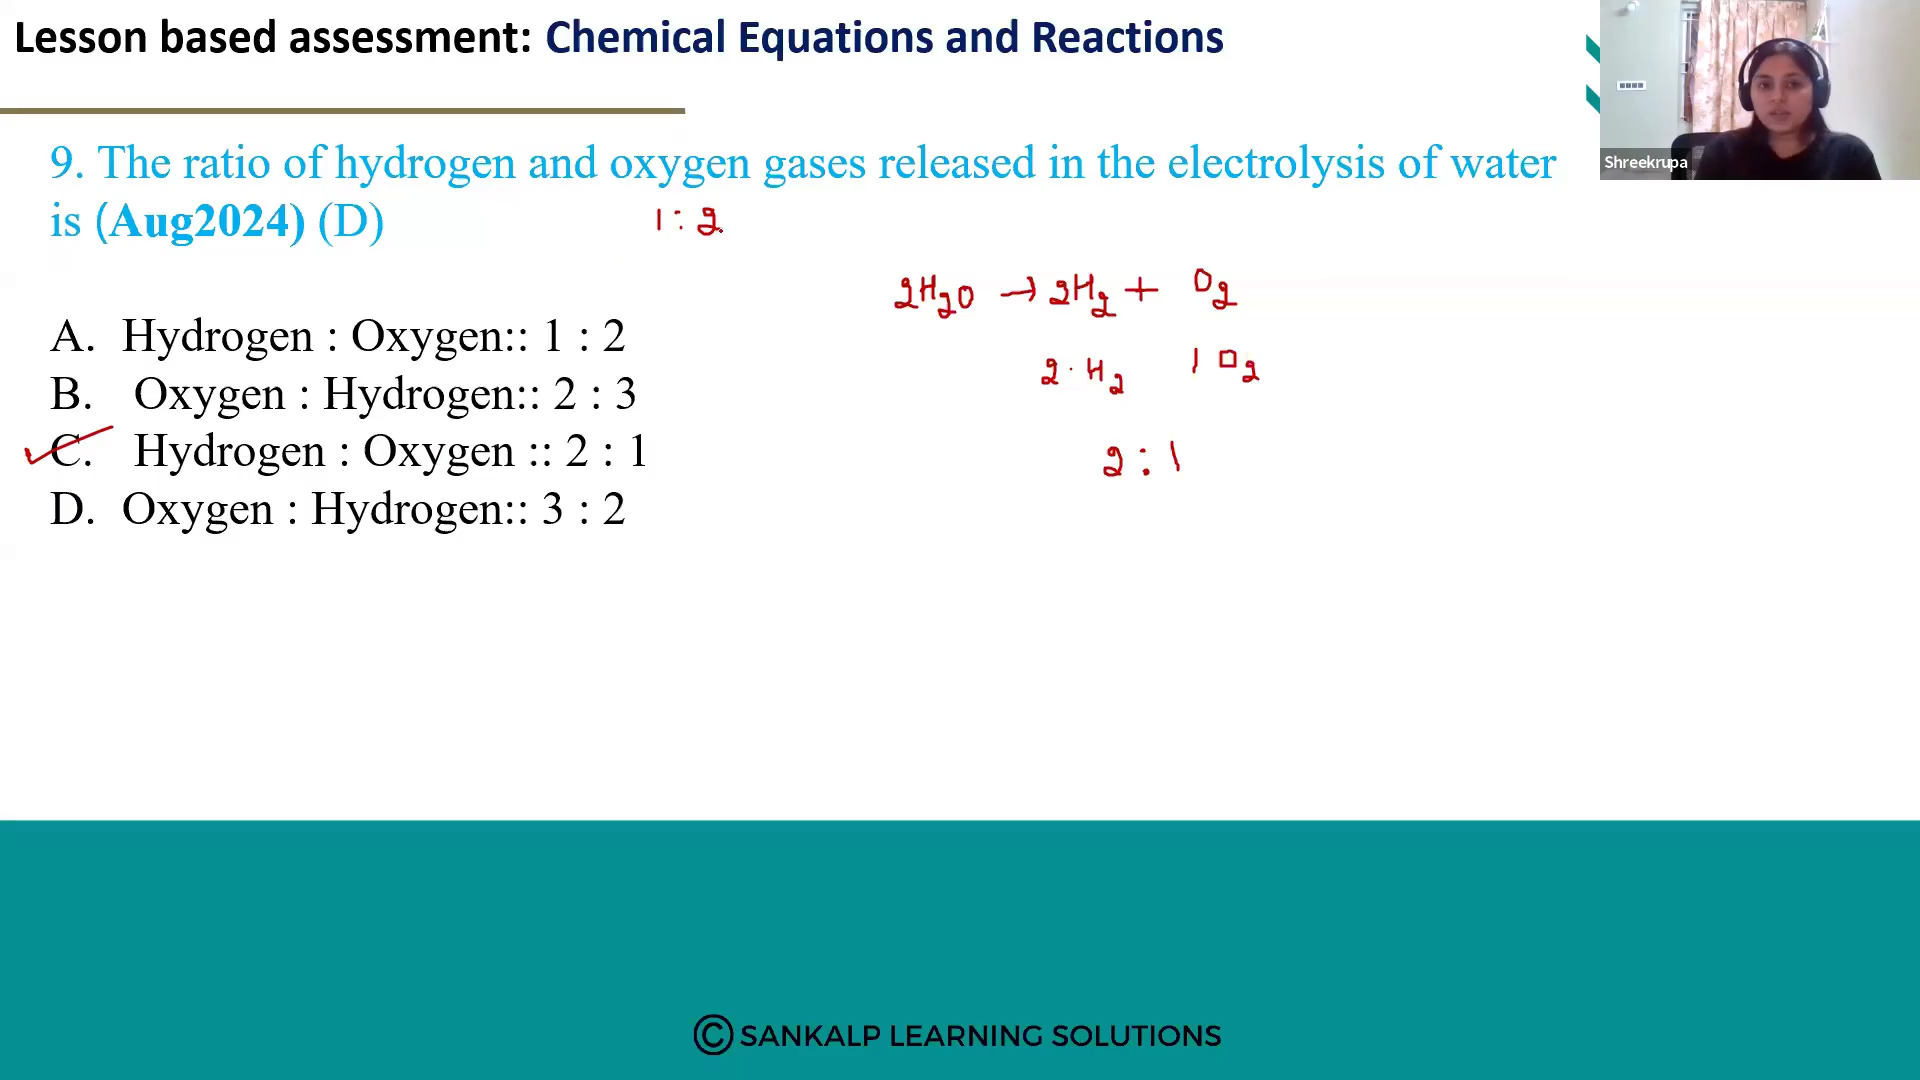 Lesson based assessment: Chemical Equations and Reactions
Shreekrupa
9. The ratio of hydrogen and oxygen gases released in the electrolysis of water
is (Aug2024) (D)
1 : 2
2H₂O → 2H₂ + O₂
A. Hydrogen : Oxygen:: 1 : 2
2 · H₂ 1 O₂
B. Oxygen : Hydrogen:: 2 : 3
C. Hydrogen : Oxygen :: 2 : 1
2 : 1
D. Oxygen : Hydrogen:: 3 : 2
© SANKALP LEARNING SOLUTIONS